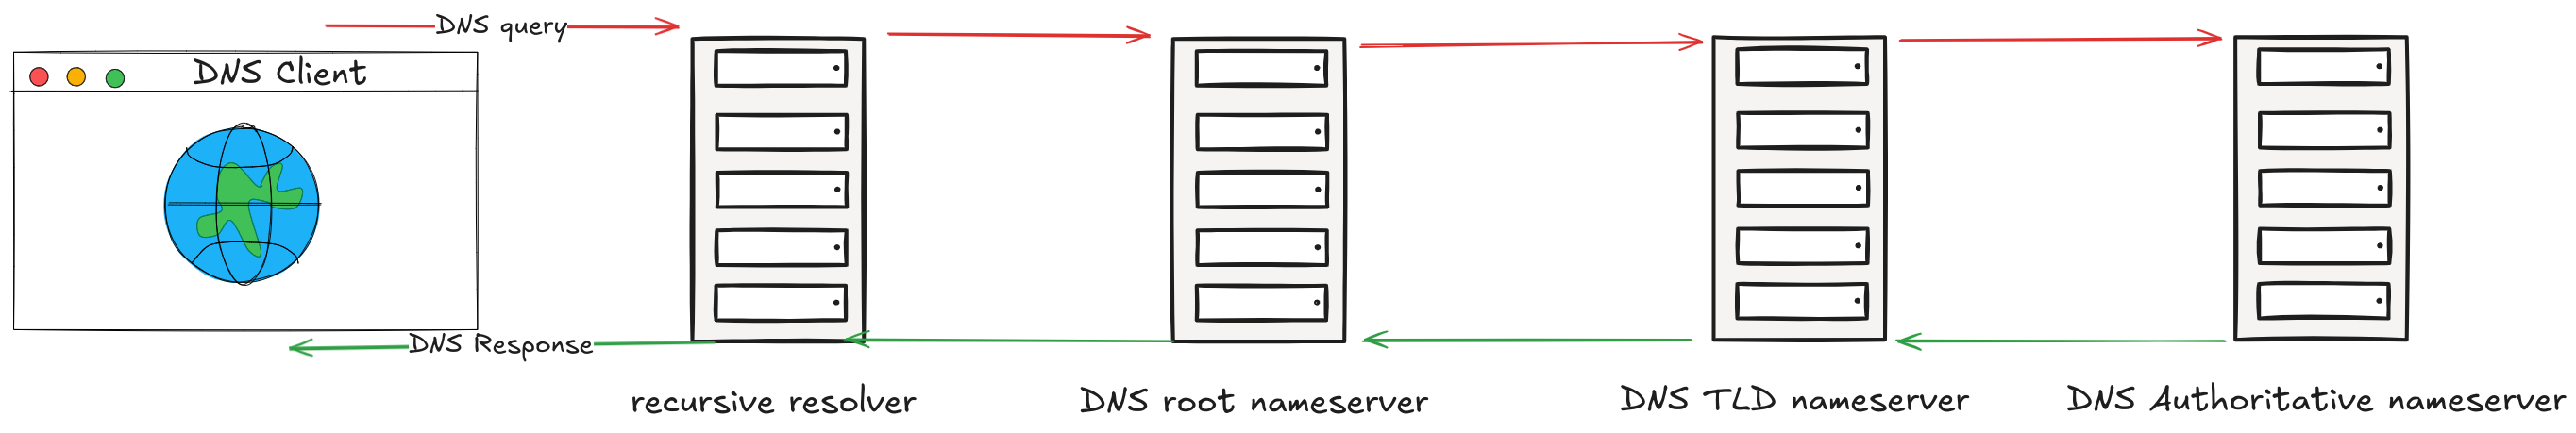 DNS query
DNS Client
DNS Response
recursive resolver
DNS root nameserver
DNS TLD nameserver
DNS Authoritative nameserver